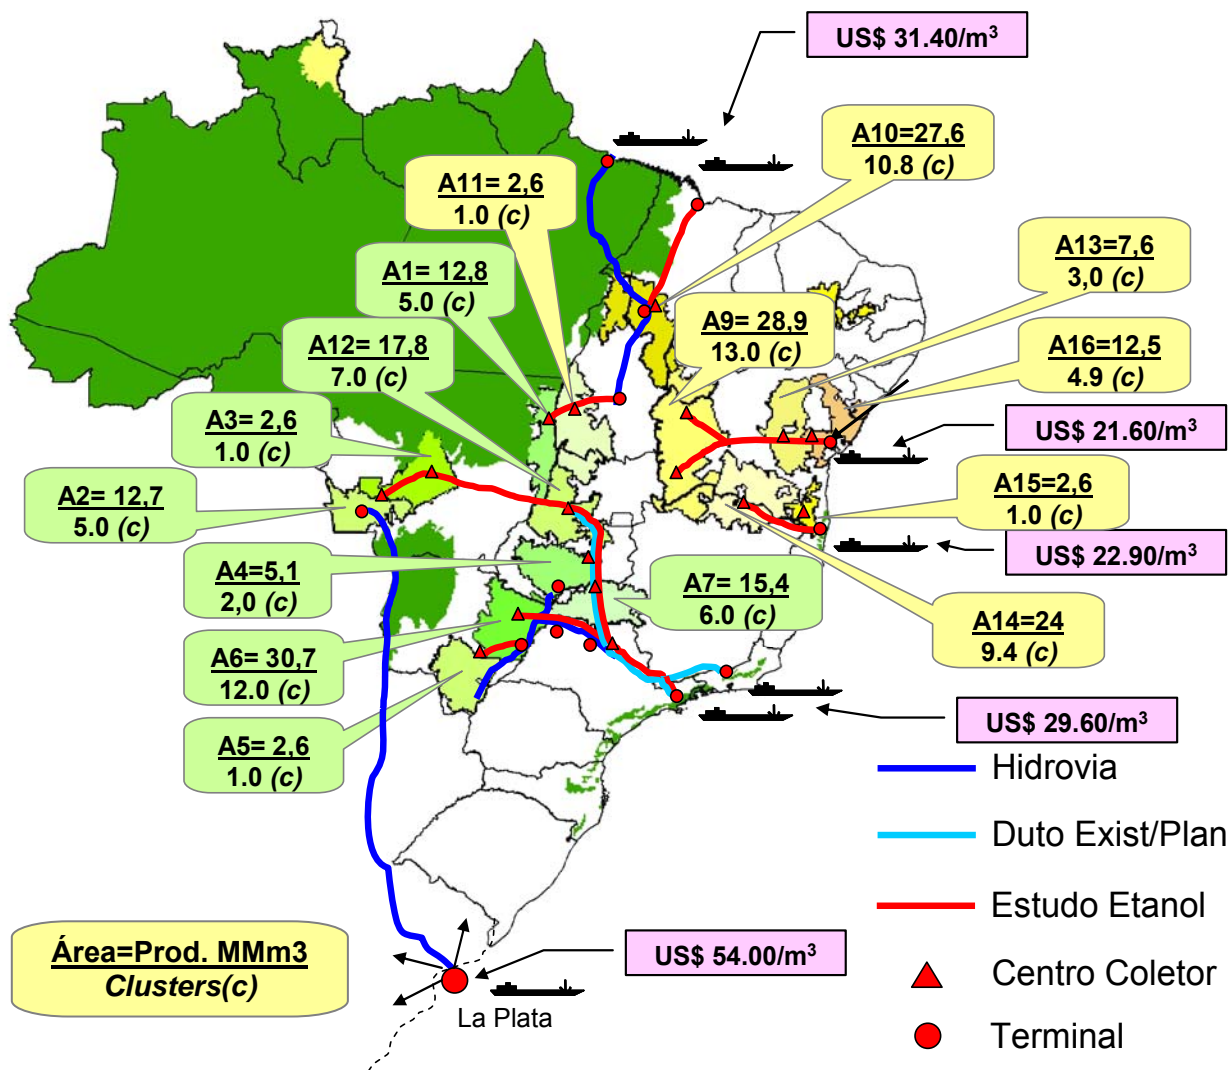 US$ 31.40/m³
A10=27,6
10.8 (c)
A11= 2,6
1.0 (c)
A1= 12,8
5.0 (c)
A13=7,6
3,0 (c)
A12= 17,8
7.0 (c)
A9= 28,9
13.0 (c)
A16=12,5
4.9 (c)
A3= 2,6
1.0 (c)
US$ 21.60/m³
A2= 12,7
5.0 (c)
A15=2,6
1.0 (c)
US$ 22.90/m³
A4=5,1
2,0 (c)
A7= 15,4
6.0 (c)
A14=24
9.4 (c)
A6= 30,7
12.0 (c)
US$ 29.60/m³
A5= 2,6
1.0 (c)
Hidrovia
Duto Exist/Plan
Estudo Etanol
Centro Coletor
Terminal
Área=Prod. MMm3
Clusters(c)
US$ 54.00/m³
La Plata